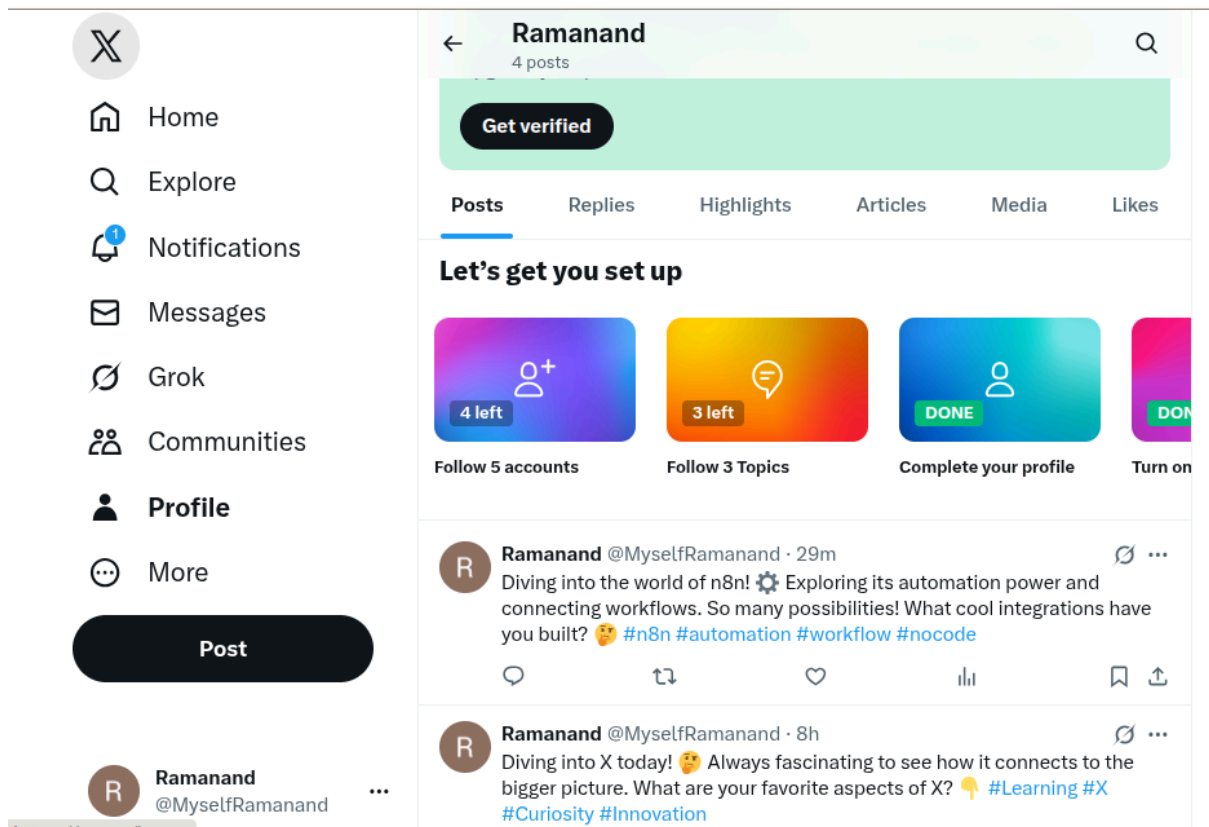 Home
Explore
1
Notifications
Messages
Grok
Communities
Profile
More
Post
R
Ramanand
@MyselfRamanand
Ramanand
4 posts
Get verified
Posts Replies Highlights Articles Media Likes
Let's get you set up
4 left
3 left
DONE
Follow 5 accounts
Follow 3 Topics
Complete your profile
Turn on
R
Ramanand @MyselfRamanand · 29m
Diving into the world of n8n! ⚙️ Exploring its automation power and
connecting workflows. So many possibilities! What cool integrations have
you built? 🤔 #n8n #automation #workflow #nocode
R
Ramanand @MyselfRamanand · 8h
Diving into X today! 🤔 Always fascinating to see how it connects to the
bigger picture. What are your favorite aspects of X? 👇 #Learning #X
#Curiosity #Innovation